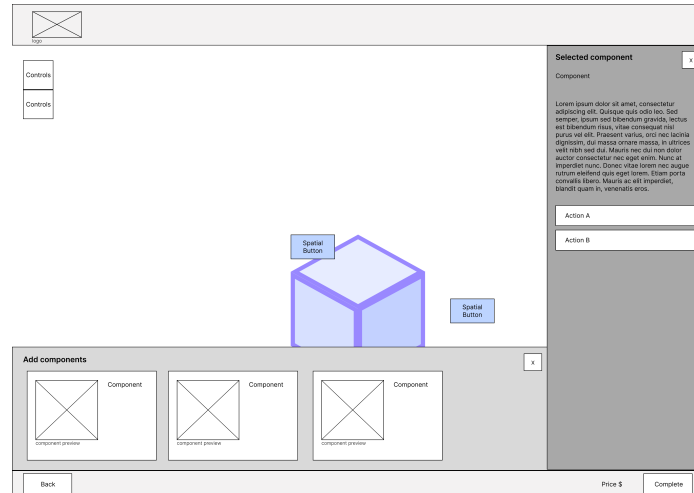 logo
Controls
Controls
Selected component
x
Component
Lorem ipsum dolor sit amet, consectetur
adipiscing elit. Quisque quis odio leo. Sed
semper, ipsum sed bibendum gravida, lectus
est bibendum risus, vitae consequat nisl
purus vel elit. Praesent varius, orci nec lacinia
dignissim, dui massa ornare massa, in ultrices
velit nibh sed dui. Mauris nec dui non dolor
auctor consectetur nec eget enim. Nunc at
imperdiet nunc. Donec vitae lorem nec augue
rutrum eleifend quis eget lorem. Etiam porta
convallis libero. Mauris ac elit imperdiet,
blandit quam in, venenatis eros.
Action A
Action B
Spatial
Button
Spatial
Button
Add components
x
Component
component preview
Component
component preview
Component
component preview
Back
Price $
Complete